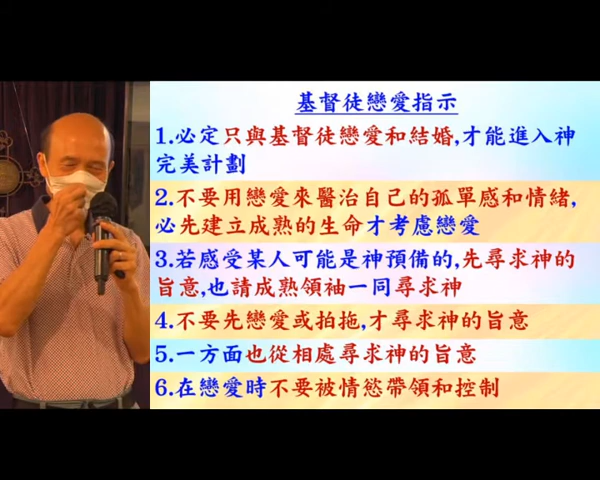 基督徒戀愛指示
1.必定只與基督徒戀愛和結婚,才能進入神
完美計劃
2.不要用戀愛來醫治自己的孤單感和情緒,
必先建立成熟的生命才考慮戀愛
3.若感受某人可能是神預備的,先尋求神的
旨意,也請成熟領袖一同尋求神
4.不要先戀愛或拍拖,才尋求神的旨意
5.一方面也從相處尋求神的旨意
6.在戀愛時不要被情慾帶領和控制